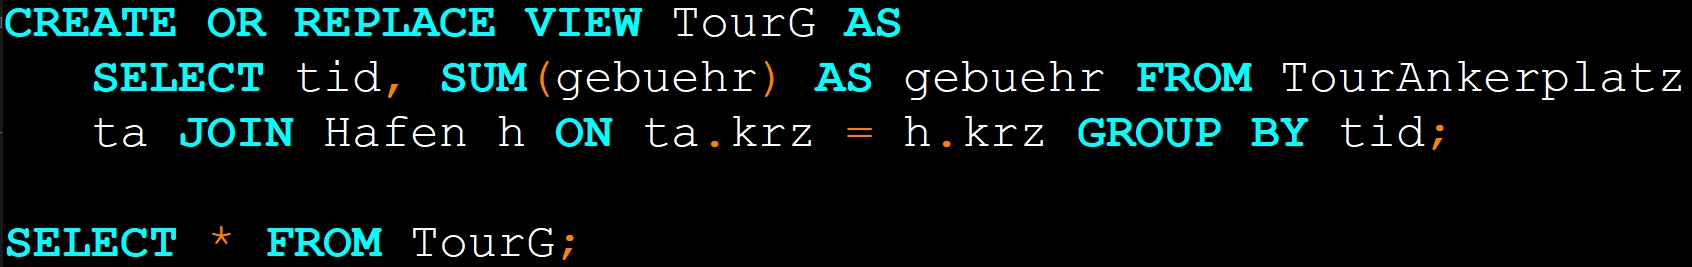 CREATE OR REPLACE VIEW TourG AS
SELECT tid, SUM(gebuehr) AS gebuehr FROM TourAnkerplatz
ta JOIN Hafen h ON ta.krz = h.krz GROUP BY tid;
SELECT * FROM TourG;